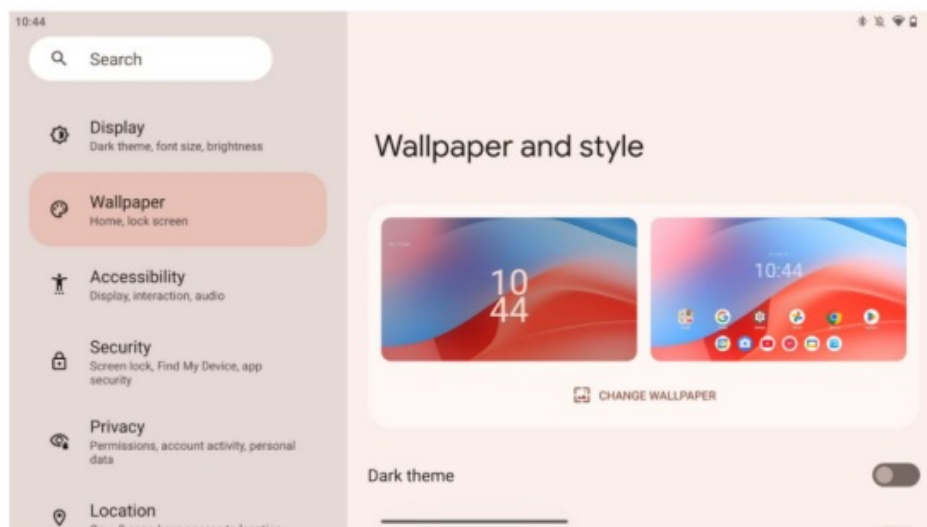 10:44
Search
Display
Dark theme, font size, brightness
Wallpaper
Home, lock screen
Accessibility
Display, interaction, audio
Security
Screen lock, Find My Device, app
security
Privacy
Permissions, account activity, personal
data
Location
Wallpaper and style
10
44
10:44
CHANGE WALLPAPER
Dark theme